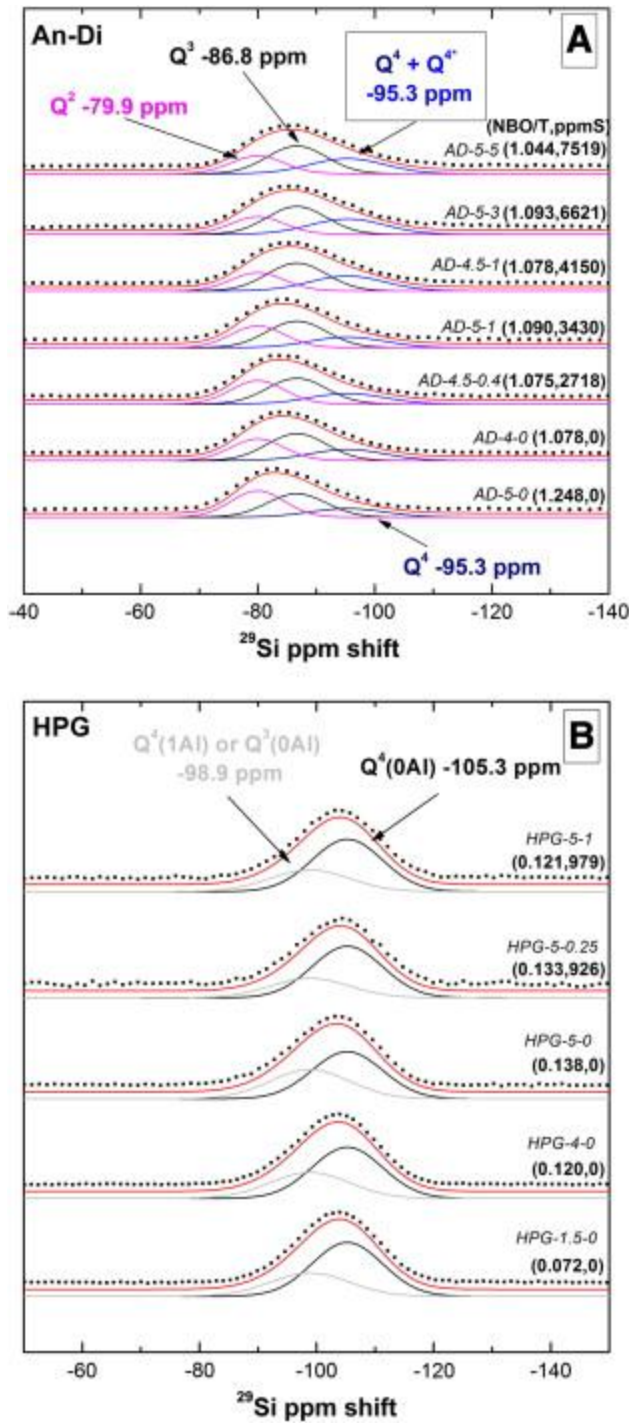 An-Di
A
Q³ -86.8 ppm
Q⁴ + Q⁴*
-95.3 ppm
Q² -79.9 ppm
(NBO/T,ppmS)
AD-5-5 (1.044,7519)
AD-5-3 (1.093,6621)
AD-4.5-1 (1.078,4150)
AD-5-1 (1.090,3430)
AD-4.5-0.4 (1.075,2718)
AD-4-0 (1.078,0)
AD-5-0 (1.248,0)
Q⁴ -95.3 ppm
-40 -60 -80 -100 -120 -140
²⁹Si ppm shift
HPG
B
Q⁴(1Al) or Q³(0Al)
-98.9 ppm
Q⁴(0Al) -105.3 ppm
HPG-5-1
(0.121,979)
HPG-5-0.25
(0.133,926)
HPG-5-0
(0.138,0)
HPG-4-0
(0.120,0)
HPG-1.5-0
(0.072,0)
-60 -80 -100 -120 -140
²⁹Si ppm shift